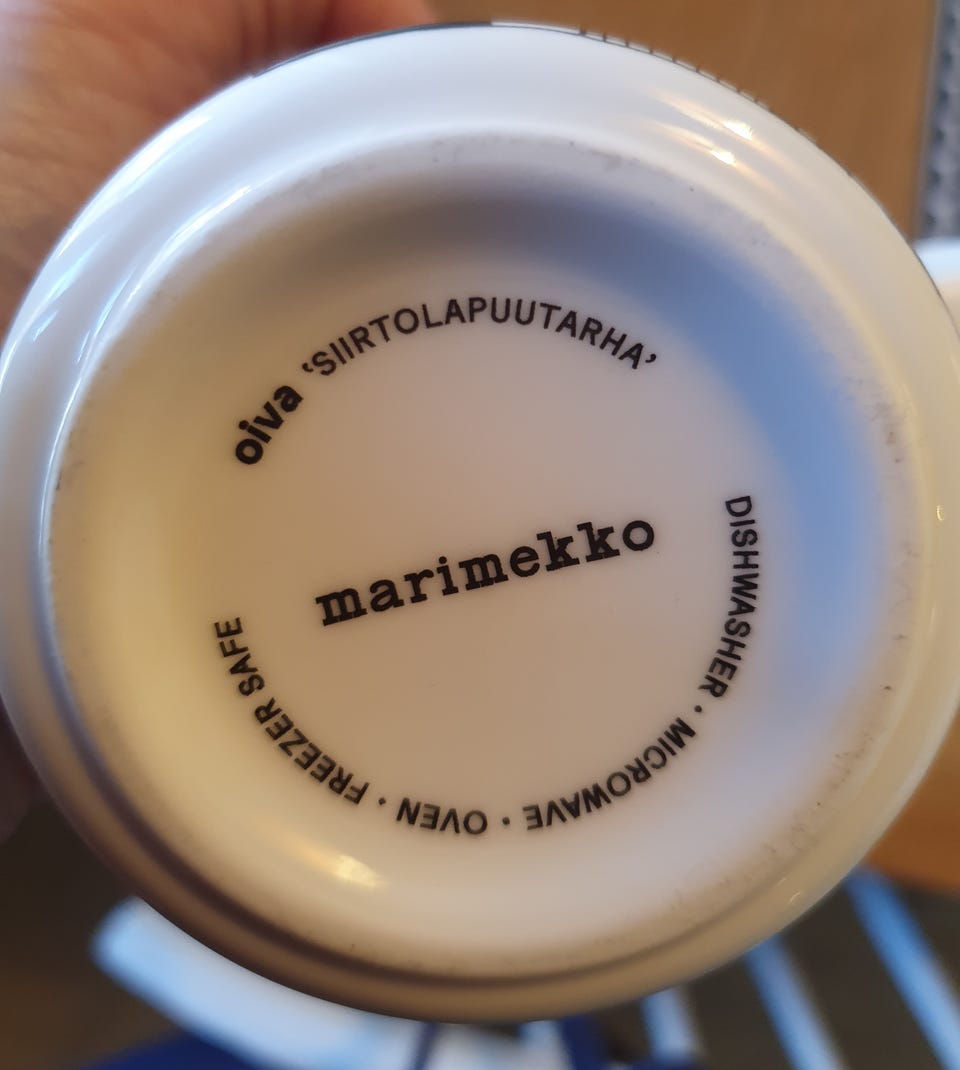 oiva ‘SIIRTOLAPUUTARHA’
marimekko
DISHWASHER · MICROWAVE · OVEN · FREEZER SAFE